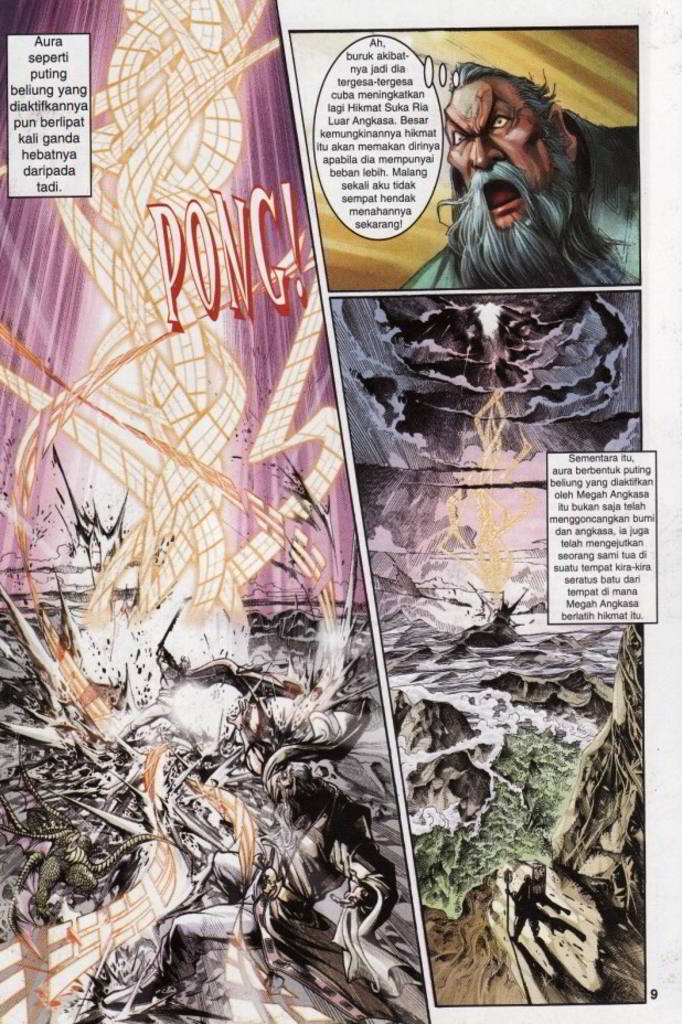 Aura
seperti
puting
beliung yang
diaktifkannya
pun berlipat
kali ganda
hebatnya
daripada
tadi.
PONG!
Ah,
buruk akibat-
nya jadi dia
tergesa-tergesa
cuba meningkatkan
lagi Hikmat Suka Ria
Luar Angkasa. Besar
kemungkinannya hikmat
itu akan memakan dirinya
apabila dia mempunyai
beban lebih. Malang
sekali aku tidak
sempat hendak
menahannya
sekarang!
Sementara itu,
aura berbentuk puting
beliung yang diaktifkan
oleh Megah Angkasa
itu bukan saja telah
menggoncangkan bumi
dan angkasa, ia juga
telah mengejutkan
seorang sami tua di
suatu tempat kira-kira
seratus batu dari
tempat di mana
Megah Angkasa
berlatih hikmat itu.
9